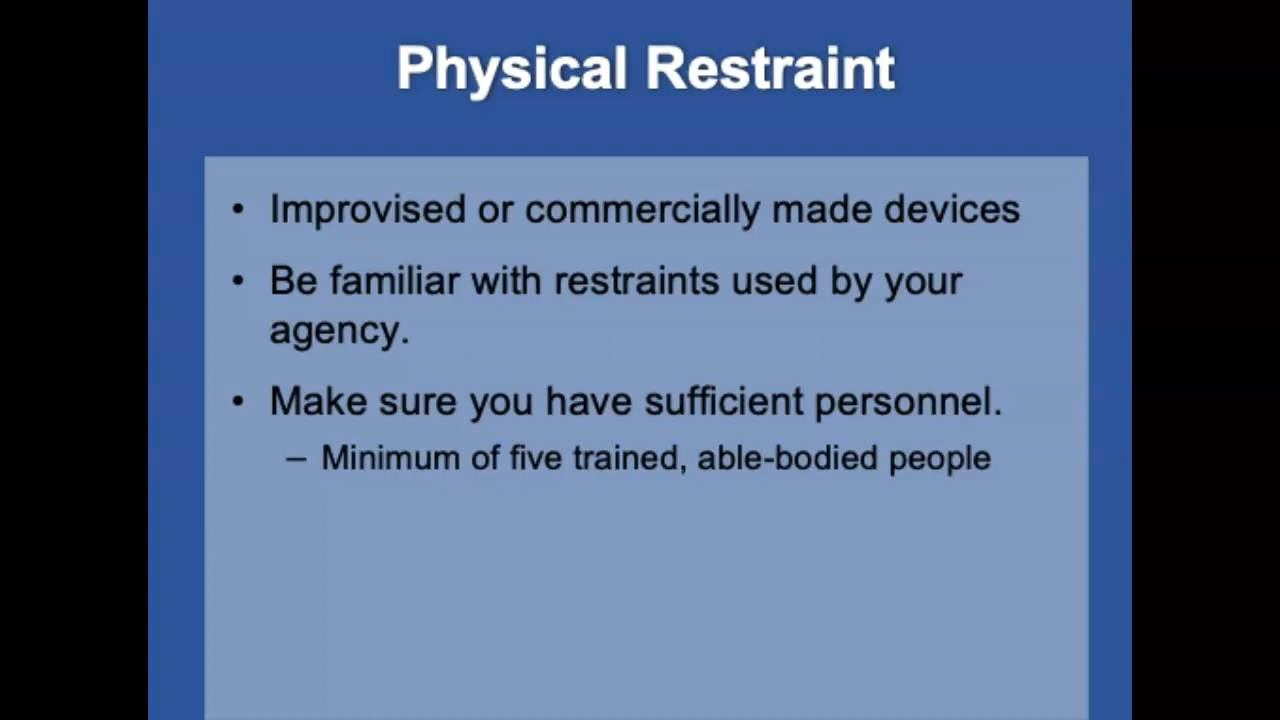 Physical Restraint
• Improvised or commercially made devices
• Be familiar with restraints used by your
agency.
• Make sure you have sufficient personnel.
– Minimum of five trained, able-bodied people